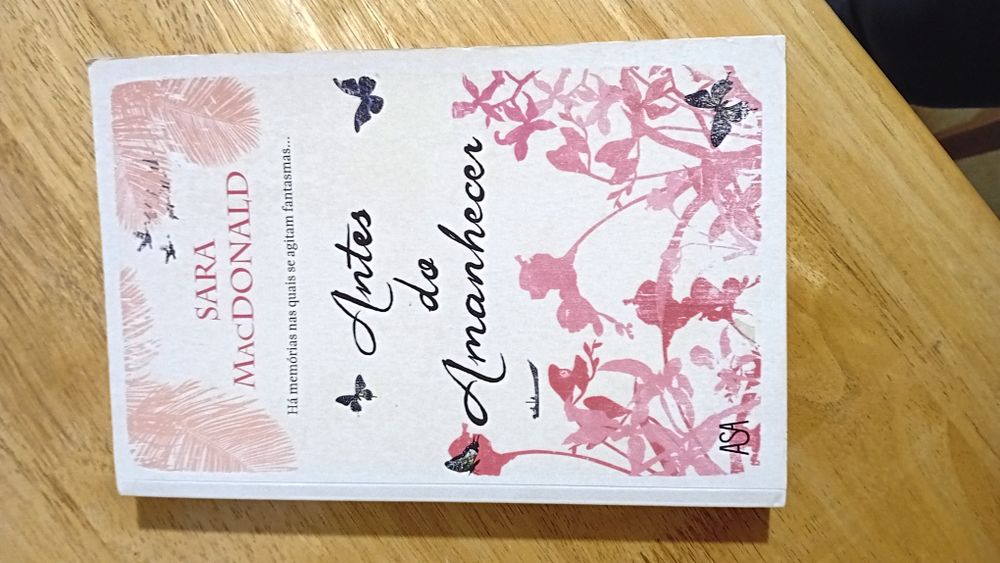 SARA
MACDONALD
Há memórias nas quais se agitam fantasmas...
Antes
do
Amanhecer
ASA